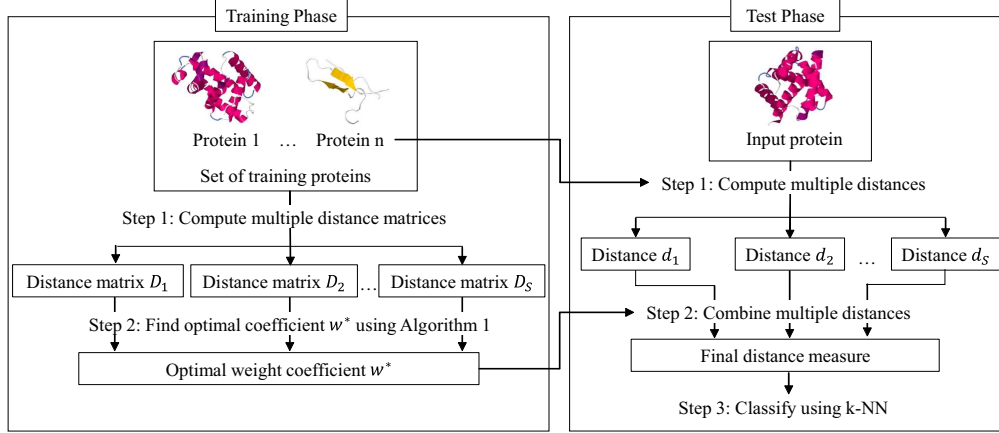 Training Phase
Protein 1 … Protein n
Set of training proteins
Step 1: Compute multiple distance matrices
Distance matrix D₁ Distance matrix D₂ … Distance matrix Dₛ
Step 2: Find optimal coefficient w* using Algorithm 1
Optimal weight coefficient w*
Test Phase
Input protein
Step 1: Compute multiple distances
Distance d₁ Distance d₂ … Distance dₛ
Step 2: Combine multiple distances
Final distance measure
Step 3: Classify using k-NN